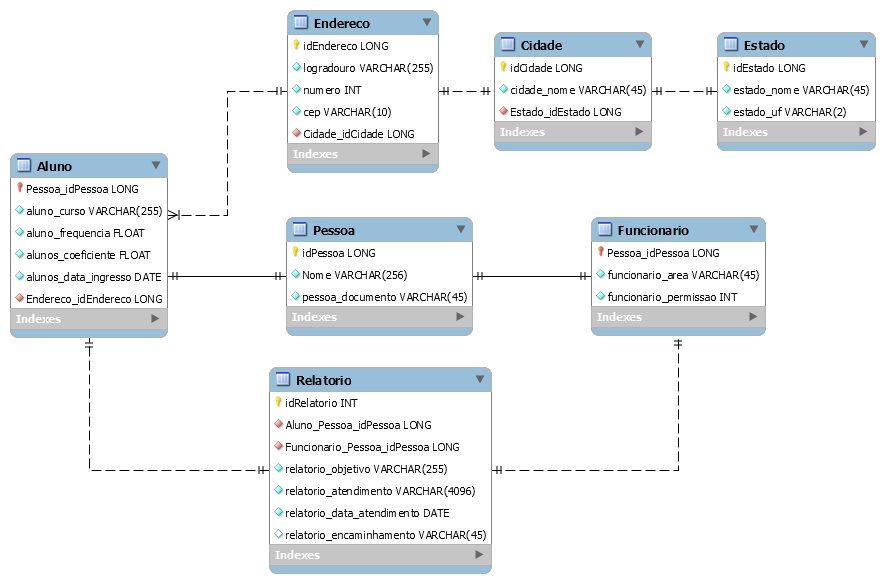 Endereco
idEndereco LONG
logradouro VARCHAR(255)
numero INT
cep VARCHAR(10)
Cidade_idCidade LONG
Indexes
Cidade
idCidade LONG
cidade_nome VARCHAR(45)
Estado_idEstado LONG
Indexes
Estado
idEstado LONG
estado_nome VARCHAR(45)
estado_uf VARCHAR(2)
Indexes
Aluno
Pessoa_idPessoa LONG
aluno_curso VARCHAR(255)
aluno_frequencia FLOAT
alunos_coeficiente FLOAT
alunos_data_ingresso DATE
Endereco_idEndereco LONG
Indexes
Pessoa
idPessoa LONG
Nome VARCHAR(256)
pessoa_documento VARCHAR(45)
Indexes
Funcionario
Pessoa_idPessoa LONG
funcionario_area VARCHAR(45)
funcionario_permissao INT
Indexes
Relatorio
idRelatorio INT
Aluno_Pessoa_idPessoa LONG
Funcionario_Pessoa_idPessoa LONG
relatorio_objetivo VARCHAR(255)
relatorio_atendimento VARCHAR(4096)
relatorio_data_atendimento DATE
relatorio_encaminhamento VARCHAR(45)
Indexes